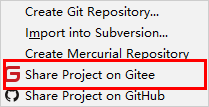 Create Git Repository...
Import into Subversion...
Create Mercurial Repository
Share Project on Gitee
Share Project on GitHub